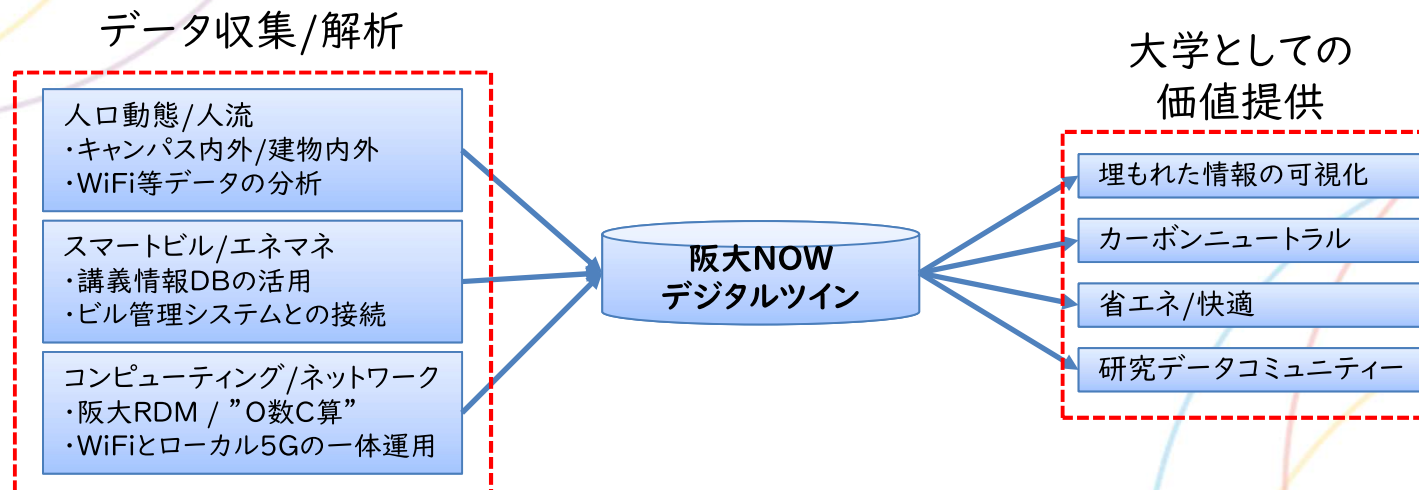 データ収集/解析
人口動態/人流
・キャンパス内外/建物内外
・WiFi等データの分析
スマートビル/エネマネ
・講義情報DBの活用
・ビル管理システムとの接続
コンピューティング/ネットワーク
・阪大RDM / ”O数C算”
・WiFiとローカル5Gの一体運用
阪大NOW
デジタルツイン
大学としての
価値提供
埋もれた情報の可視化
カーボンニュートラル
省エネ/快適
研究データコミュニティー